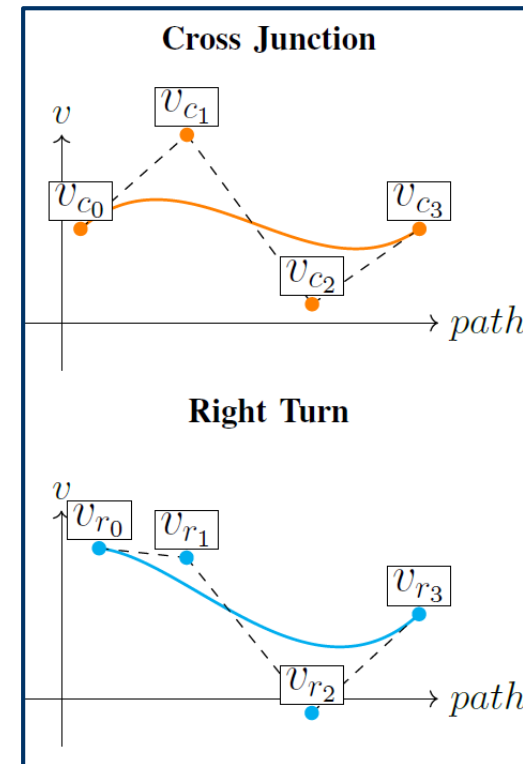 Cross Junction
v
v_{c_1}
v_{c_0}
v_{c_3}
v_{c_2}
path
Right Turn
v
v_{r_0}
v_{r_1}
v_{r_3}
v_{r_2}
path